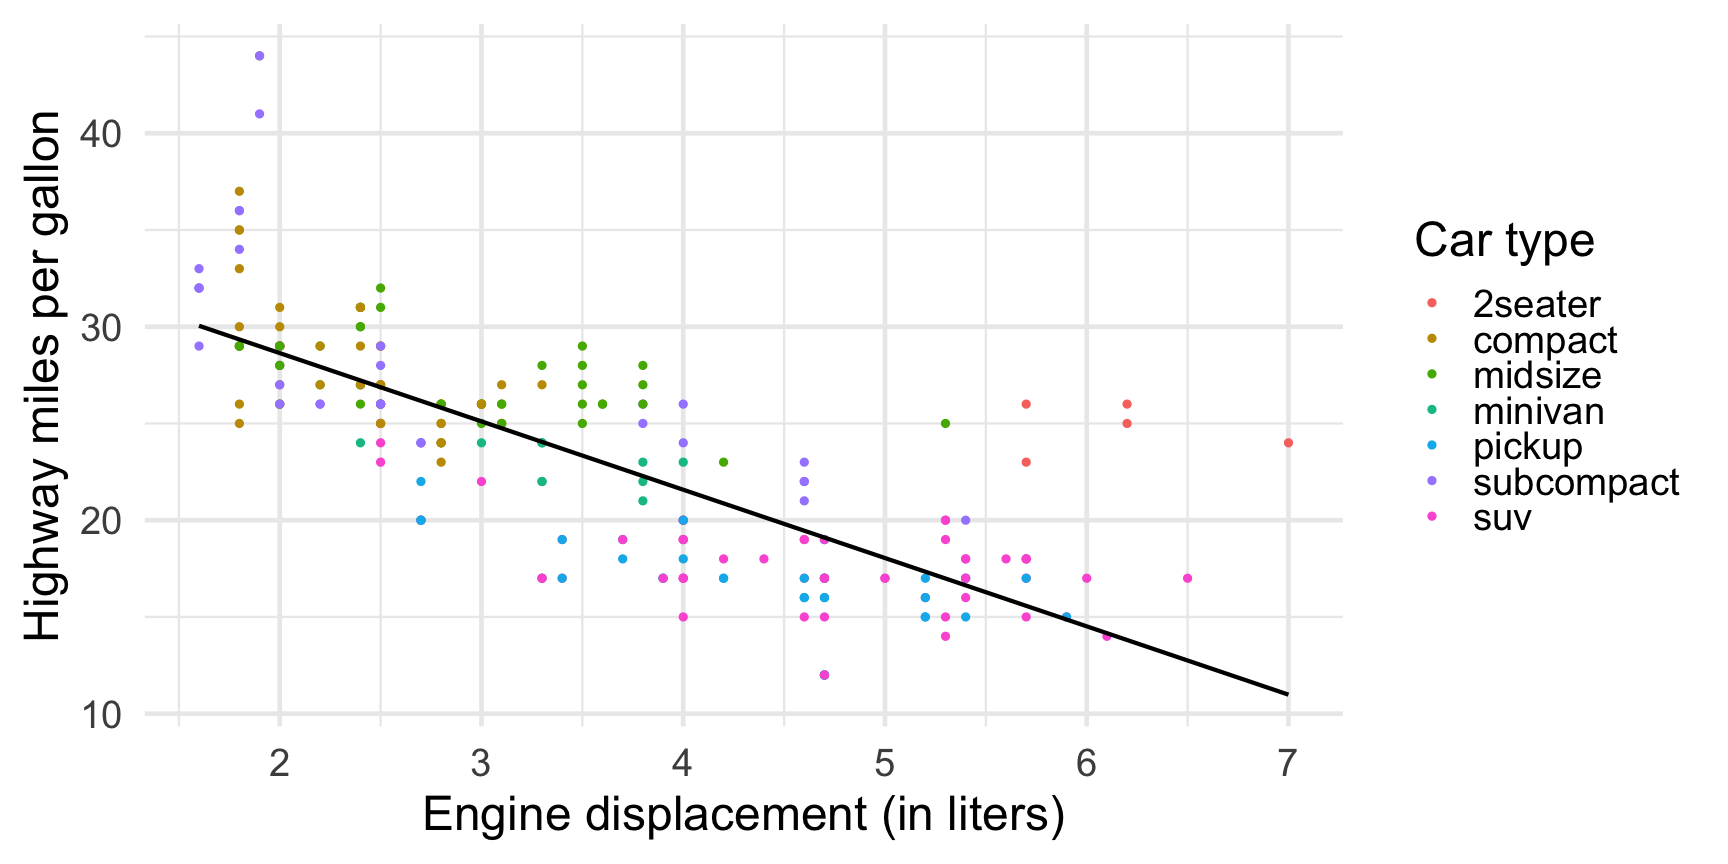 Highway miles per gallon
40
30
20
10
2 3 4 5 6 7
Engine displacement (in liters)
Car type
2seater
compact
midsize
minivan
pickup
subcompact
suv